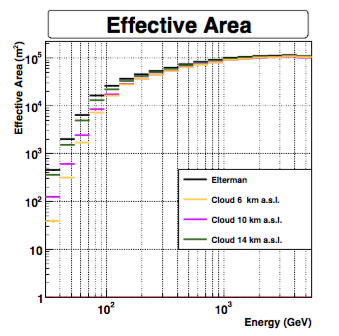 Effective Area
Effective Area (m²)
10⁵
10⁴
10³
10²
10
1
Elterman
Cloud 6 km a.s.l.
Cloud 10 km a.s.l.
Cloud 14 km a.s.l.
10² 10³
Energy (GeV)